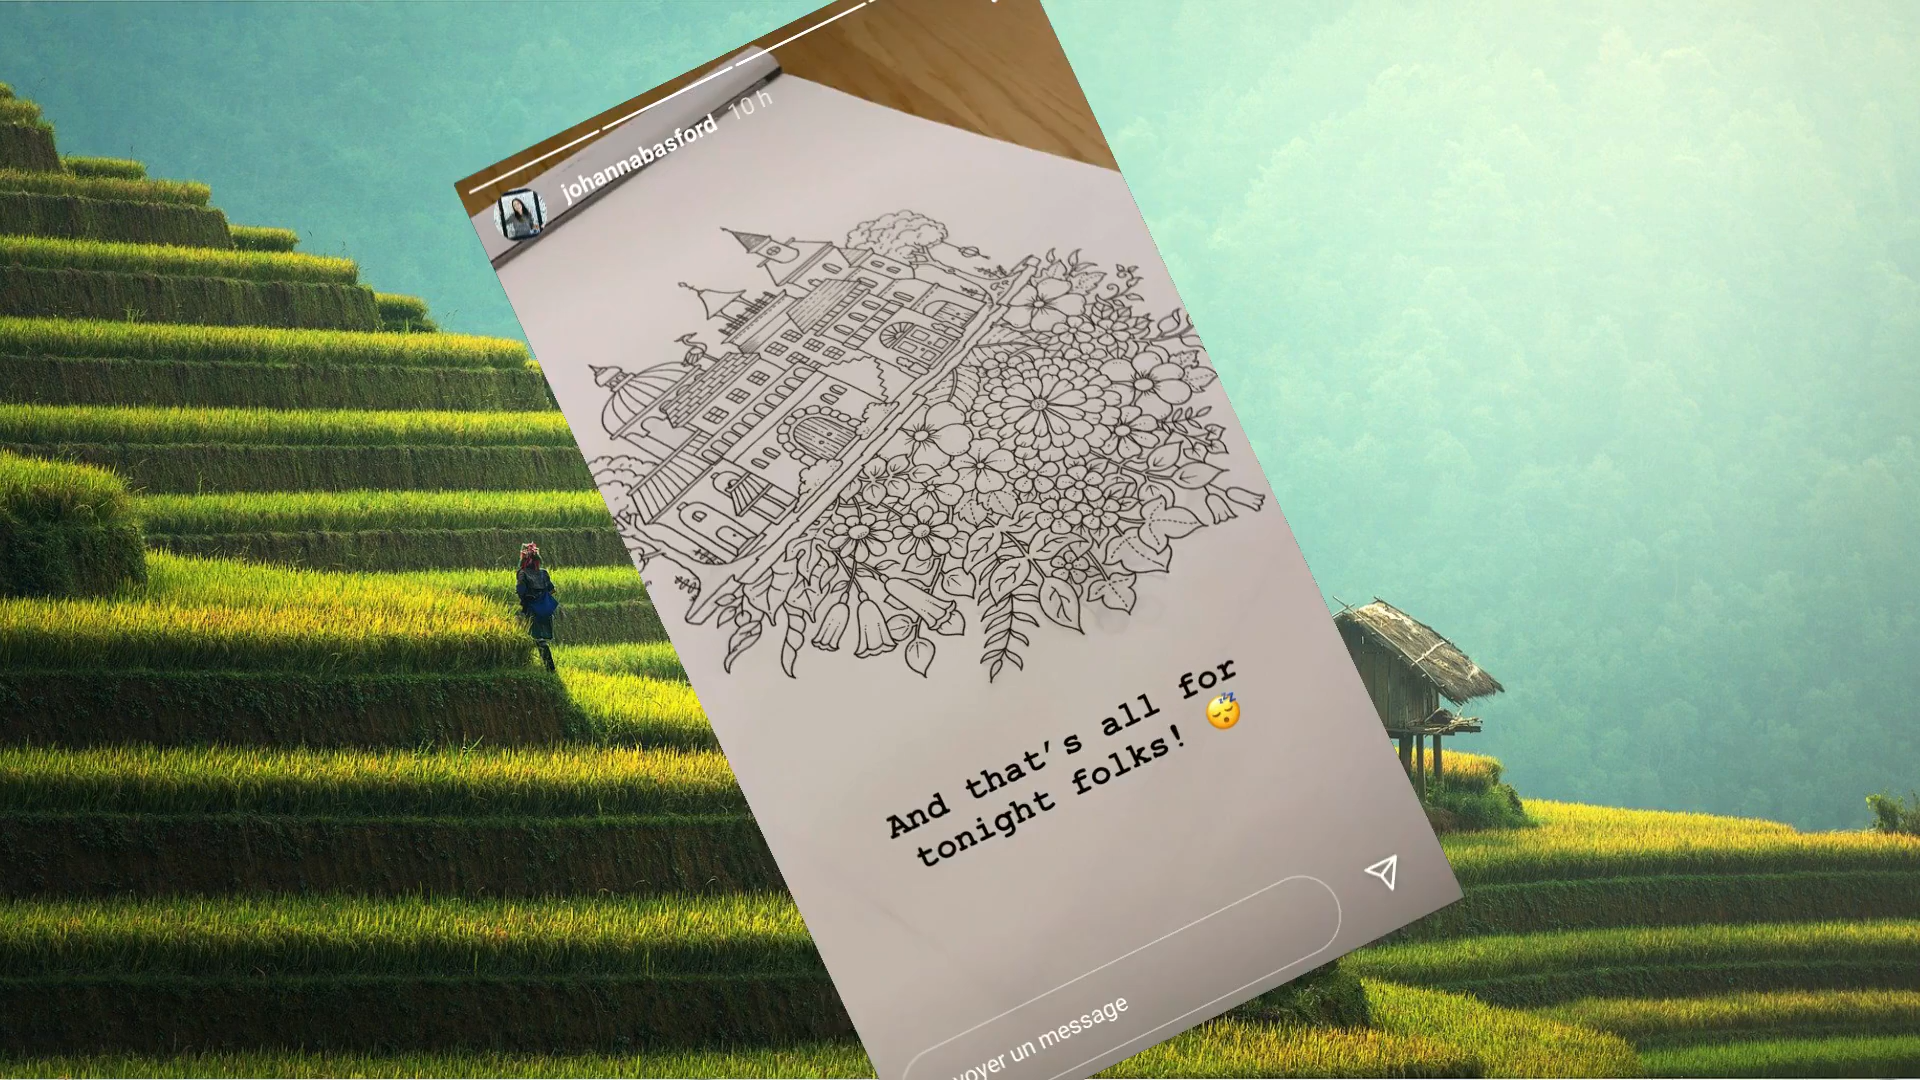 johannabasford 10 h
And that's all for
tonight folks! 😴
voyer un message